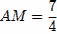 AM = 7/4